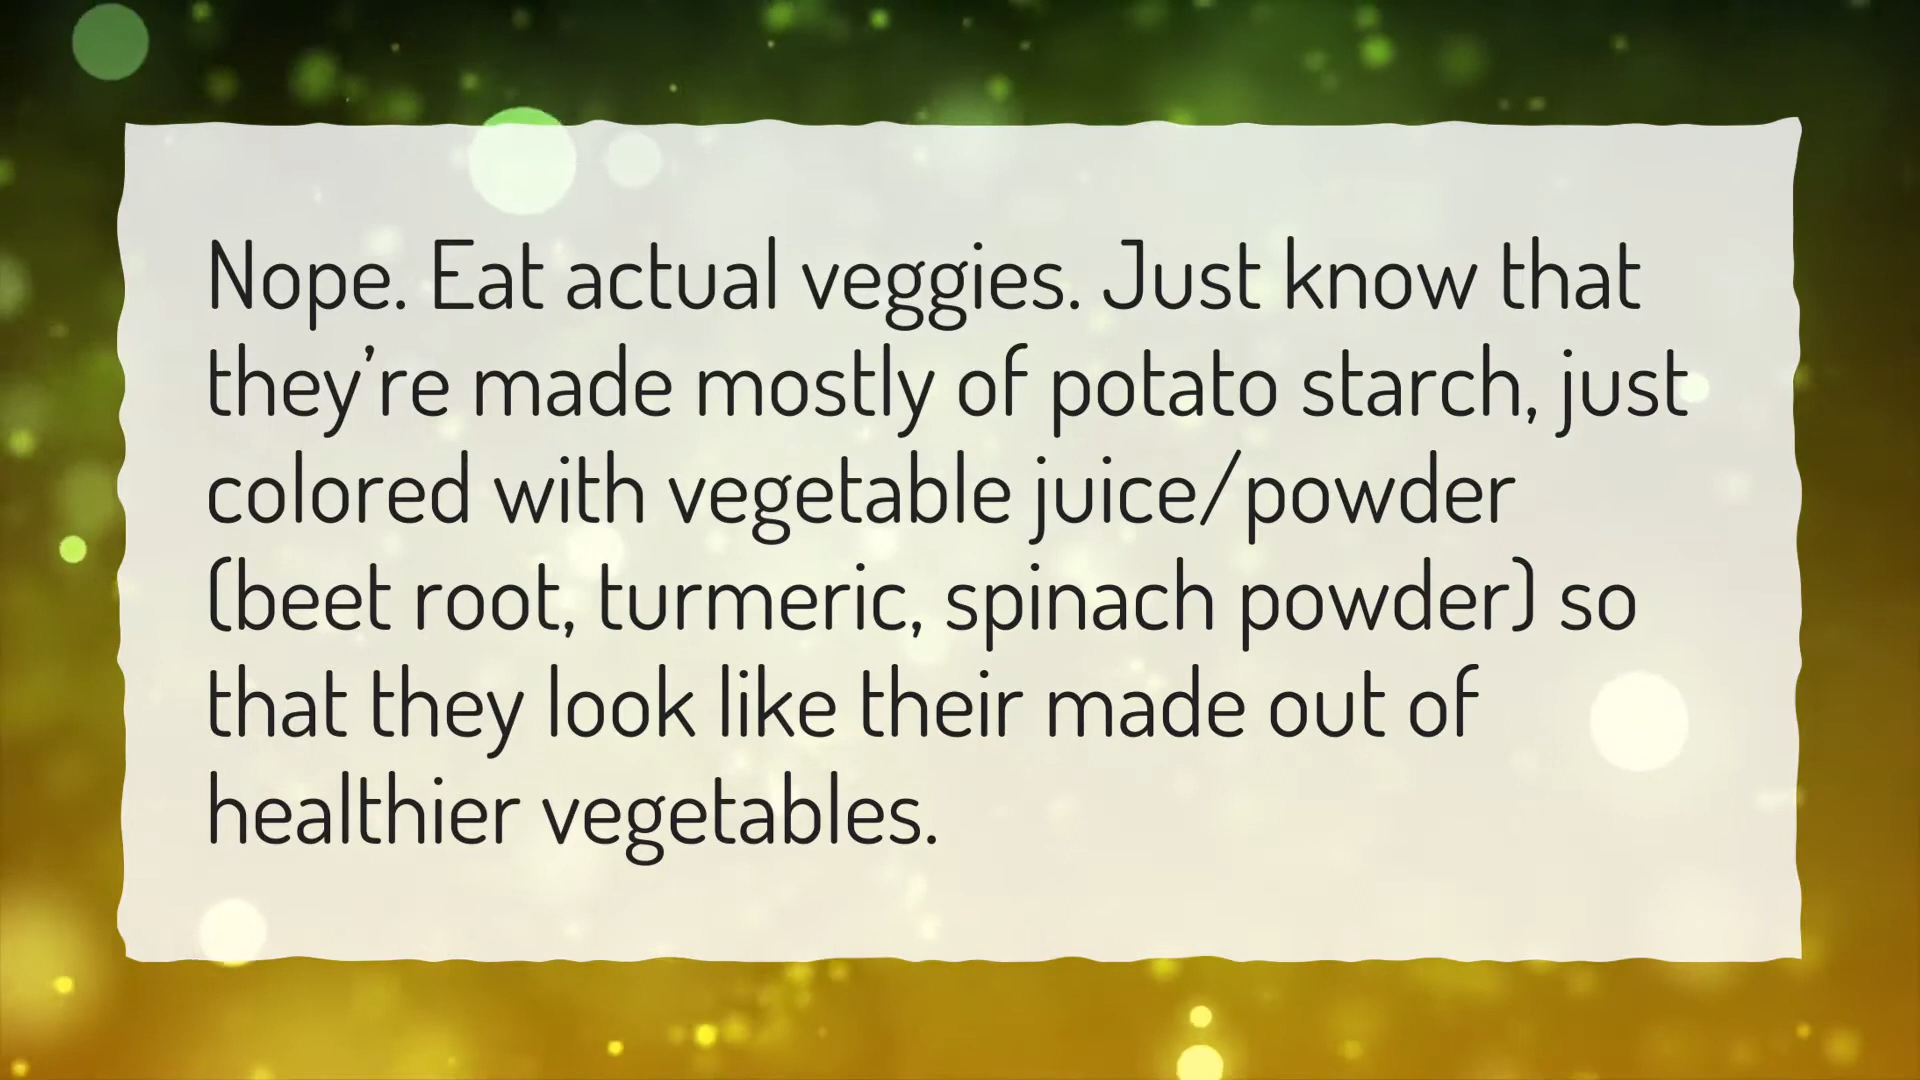 Nope. Eat actual veggies. Just know that
they’re made mostly of potato starch, just
colored with vegetable juice/powder
(beet root, turmeric, spinach powder) so
that they look like their made out of
healthier vegetables.